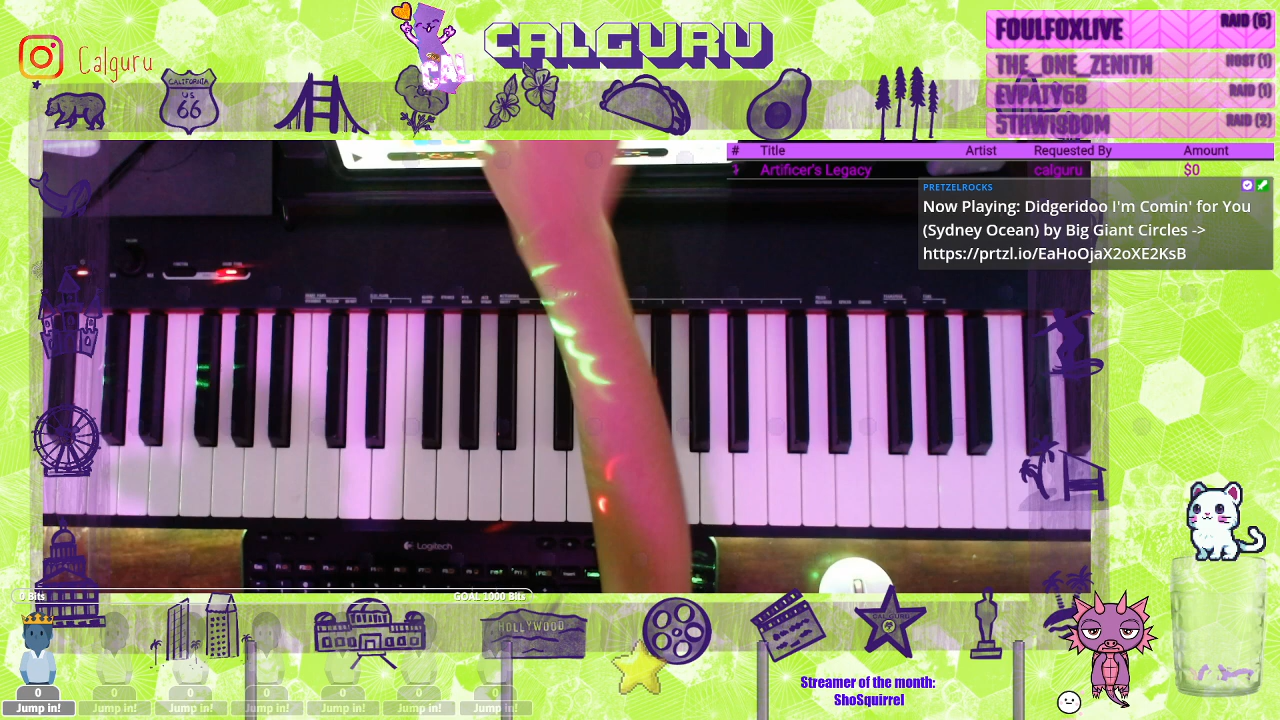 Calguru
CALGURU
CAL
FOULFOXLIVE RAID (6)
THE_ONE_ZENITH HOST (1)
EVPATY68 RAID (1)
5THWISDOM RAID (2)
CALIFORNIA
US
66
# Title Artist Requested By Amount
Artificer's Legacy calguru $0
PRETZELROCKS
Now Playing: Didgeridoo I'm Comin' for You
(Sydney Ocean) by Big Giant Circles ->
https://prtzl.io/EaHoOjaX2oXE2KsB
Logitech
0 Bits GOAL 1000 Bits
HOLLYWOOD
CALGURU
0 0 0 0 0 0 0
Jump in! Jump in! Jump in! Jump in! Jump in! Jump in! Jump in!
Streamer of the month:
ShoSquirrel